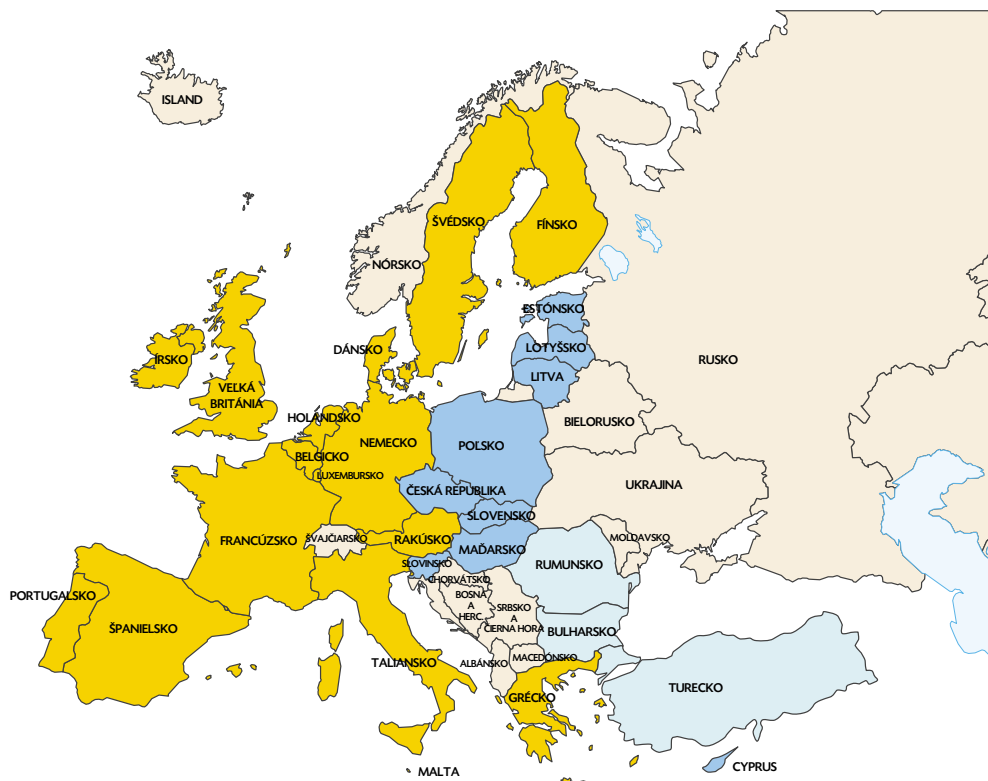 ISLAND
ŠVÉDSKO
FÍNSKO
NÓRSKO
ESTÓNSKO
LOTYŠSKO
LITVA
DÁNSKO
ÍRSKO
VEĽKÁ
BRITÁNIA
RUSKO
HOLANDSKO
BIELORUSKO
NEMECKO
POĽSKO
BELGICKO
LUXEMBURSKO
ČESKÁ REPUBLIKA
UKRAJINA
SLOVENSKO
FRANCÚZSKO
ŠVAJČIARSKO
RAKÚSKO
MAĎARSKO
MOLDAVSKO
SLOVINSKO
RUMUNSKO
CHORVÁTSKO
PORTUGALSKO
BOSNA
A
HERC.
SRBSKO
A
ČIERNA HORA
ŠPANIELSKO
BULHARSKO
TALIANSKO
ALBÁNSKO
MACEDÓNSKO
TURECKO
GRÉCKO
MALTA
CYPRUS